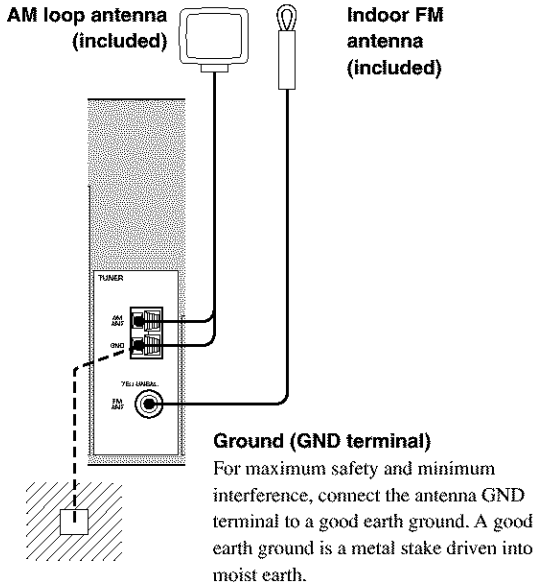 AM loop antenna
(included)
Indoor FM
antenna
(included)
TUNER
AM
ANT
GND
75Ω UNBAL.
FM
ANT
Ground (GND terminal)
For maximum safety and minimum
interference, connect the antenna GND
terminal to a good earth ground. A good
earth ground is a metal stake driven into
moist earth.